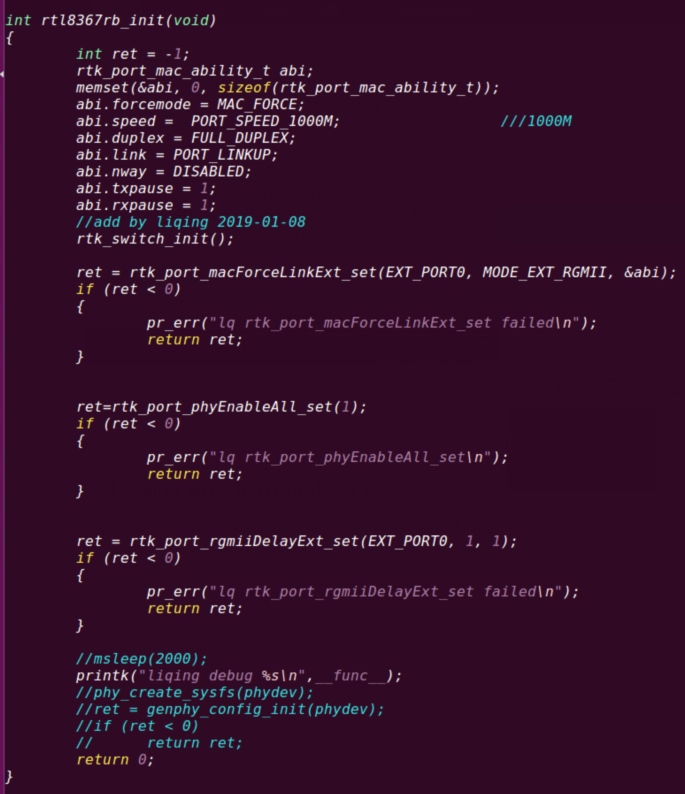 int rtl8367rb_init(void)
{
        int ret = -1;
        rtk_port_mac_ability_t abi;
        memset(&abi, 0, sizeof(rtk_port_mac_ability_t));
        abi.forcemode = MAC_FORCE;
        abi.speed =  PORT_SPEED_1000M;                  ///1000M
        abi.duplex = FULL_DUPLEX;
        abi.link = PORT_LINKUP;
        abi.nway = DISABLED;
        abi.txpause = 1;
        abi.rxpause = 1;
        //add by liqing 2019-01-08
        rtk_switch_init();

        ret = rtk_port_macForceLinkExt_set(EXT_PORT0, MODE_EXT_RGMII, &abi);
        if (ret < 0)
        {
                pr_err("lq rtk_port_macForceLinkExt_set failed\n");
                return ret;
        }


        ret=rtk_port_phyEnableAll_set(1);
        if (ret < 0)
        {
                pr_err("lq rtk_port_phyEnableAll_set\n");
                return ret;
        }


        ret = rtk_port_rgmiiDelayExt_set(EXT_PORT0, 1, 1);
        if (ret < 0)
        {
                pr_err("lq rtk_port_rgmiiDelayExt_set failed\n");
                return ret;
        }

        //msleep(2000);
        printk("liqing debug %s\n",__func__);
        //phy_create_sysfs(phydev);
        //ret = genphy_config_init(phydev);
        //if (ret < 0)
        //      return ret;
        return 0;
}